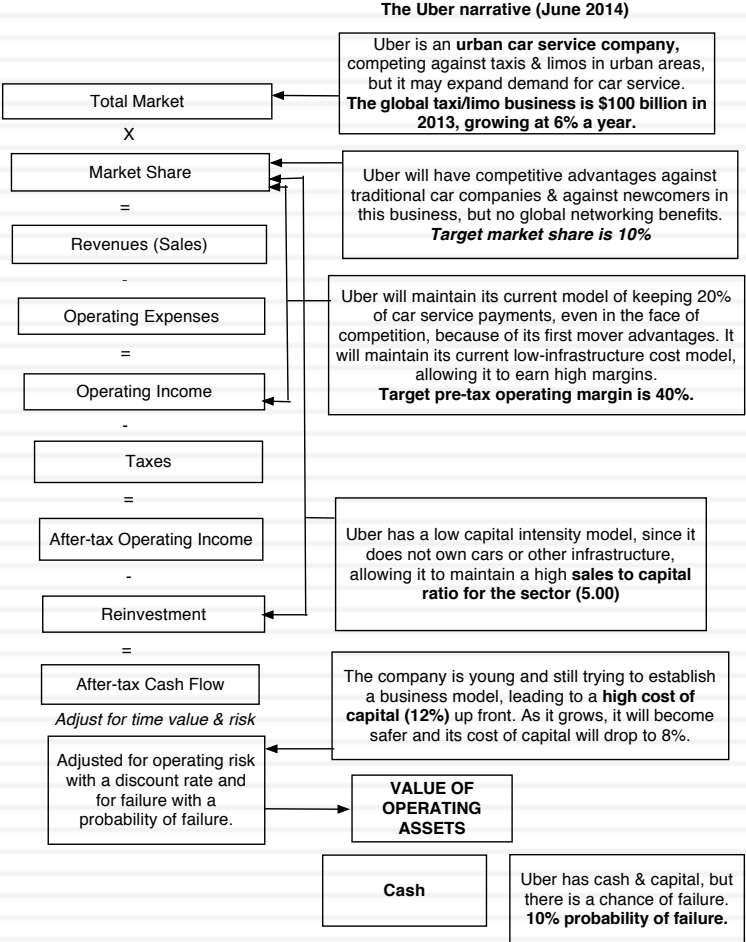 The Uber narrative (June 2014)
Uber is an urban car service company,
competing against taxis & limos in urban areas,
but it may expand demand for car service.
The global taxi/limo business is $100 billion in
2013, growing at 6% a year.
Total Market
X
Market Share
Uber will have competitive advantages against
traditional car companies & against newcomers in
this business, but no global networking benefits.
Target market share is 10%
=
Revenues (Sales)
-
Operating Expenses
Uber will maintain its current model of keeping 20%
of car service payments, even in the face of
competition, because of its first mover advantages. It
will maintain its current low-infrastructure cost model,
allowing it to earn high margins.
Target pre-tax operating margin is 40%.
=
Operating Income
-
Taxes
=
After-tax Operating Income
Uber has a low capital intensity model, since it
does not own cars or other infrastructure,
allowing it to maintain a high sales to capital
ratio for the sector (5.00)
-
Reinvestment
=
After-tax Cash Flow
The company is young and still trying to establish
a business model, leading to a high cost of
capital (12%) up front. As it grows, it will become
safer and its cost of capital will drop to 8%.
Adjust for time value & risk
Adjusted for operating risk
with a discount rate and
for failure with a
probability of failure.
VALUE OF
OPERATING
ASSETS
Cash
Uber has cash & capital, but
there is a chance of failure.
10% probability of failure.